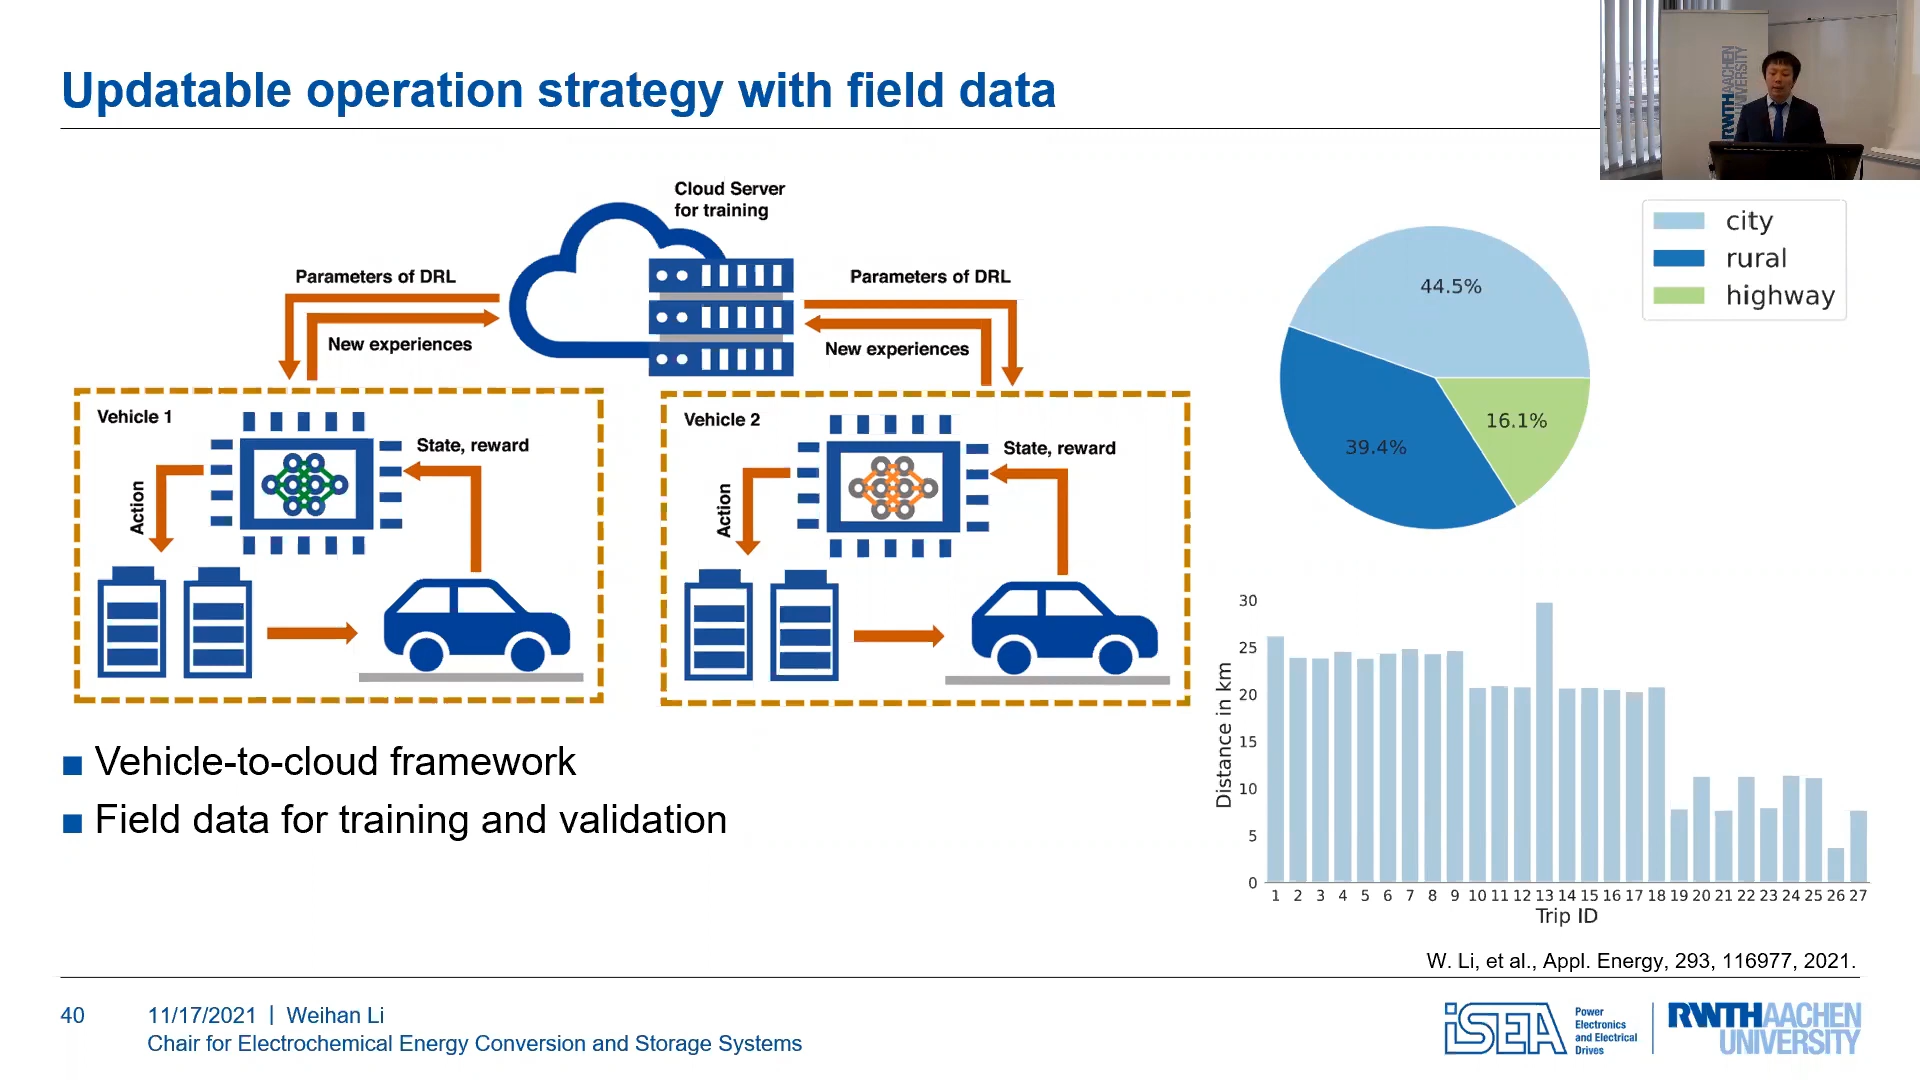 Updatable operation strategy with field data
RWTHAACHEN
UNIVERSITY
Cloud Server
for training
Parameters of DRL
New experiences
Parameters of DRL
New experiences
Vehicle 1
State, reward
Action
Vehicle 2
State, reward
Action
city
rural
highway
44.5%
39.4%
16.1%
Vehicle-to-cloud framework
Field data for training and validation
Distance in km
30
25
20
15
10
5
0
1 2 3 4 5 6 7 8 9 10 11 12 13 14 15 16 17 18 19 20 21 22 23 24 25 26 27
Trip ID
W. Li, et al., Appl. Energy, 293, 116977, 2021.
40
11/17/2021 | Weihan Li
Chair for Electrochemical Energy Conversion and Storage Systems
iSEA
Power
Electronics
and Electrical
Drives
RWTHAACHEN
UNIVERSITY